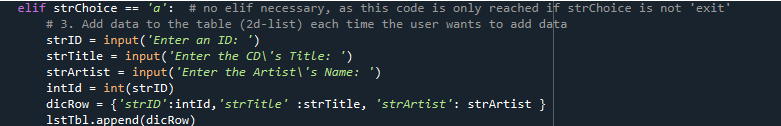 elif strChoice == 'a':  # no elif necessary, as this code is only reached if strChoice is not 'exit'
    # 3. Add data to the table (2d-list) each time the user wants to add data
    strID = input('Enter an ID: ')
    strTitle = input('Enter the CD\'s Title: ')
    strArtist = input('Enter the Artist\'s Name: ')
    intId = int(strID)
    dicRow = {'strID':intId,'strTitle' :strTitle, 'strArtist': strArtist }
    lstTbl.append(dicRow)